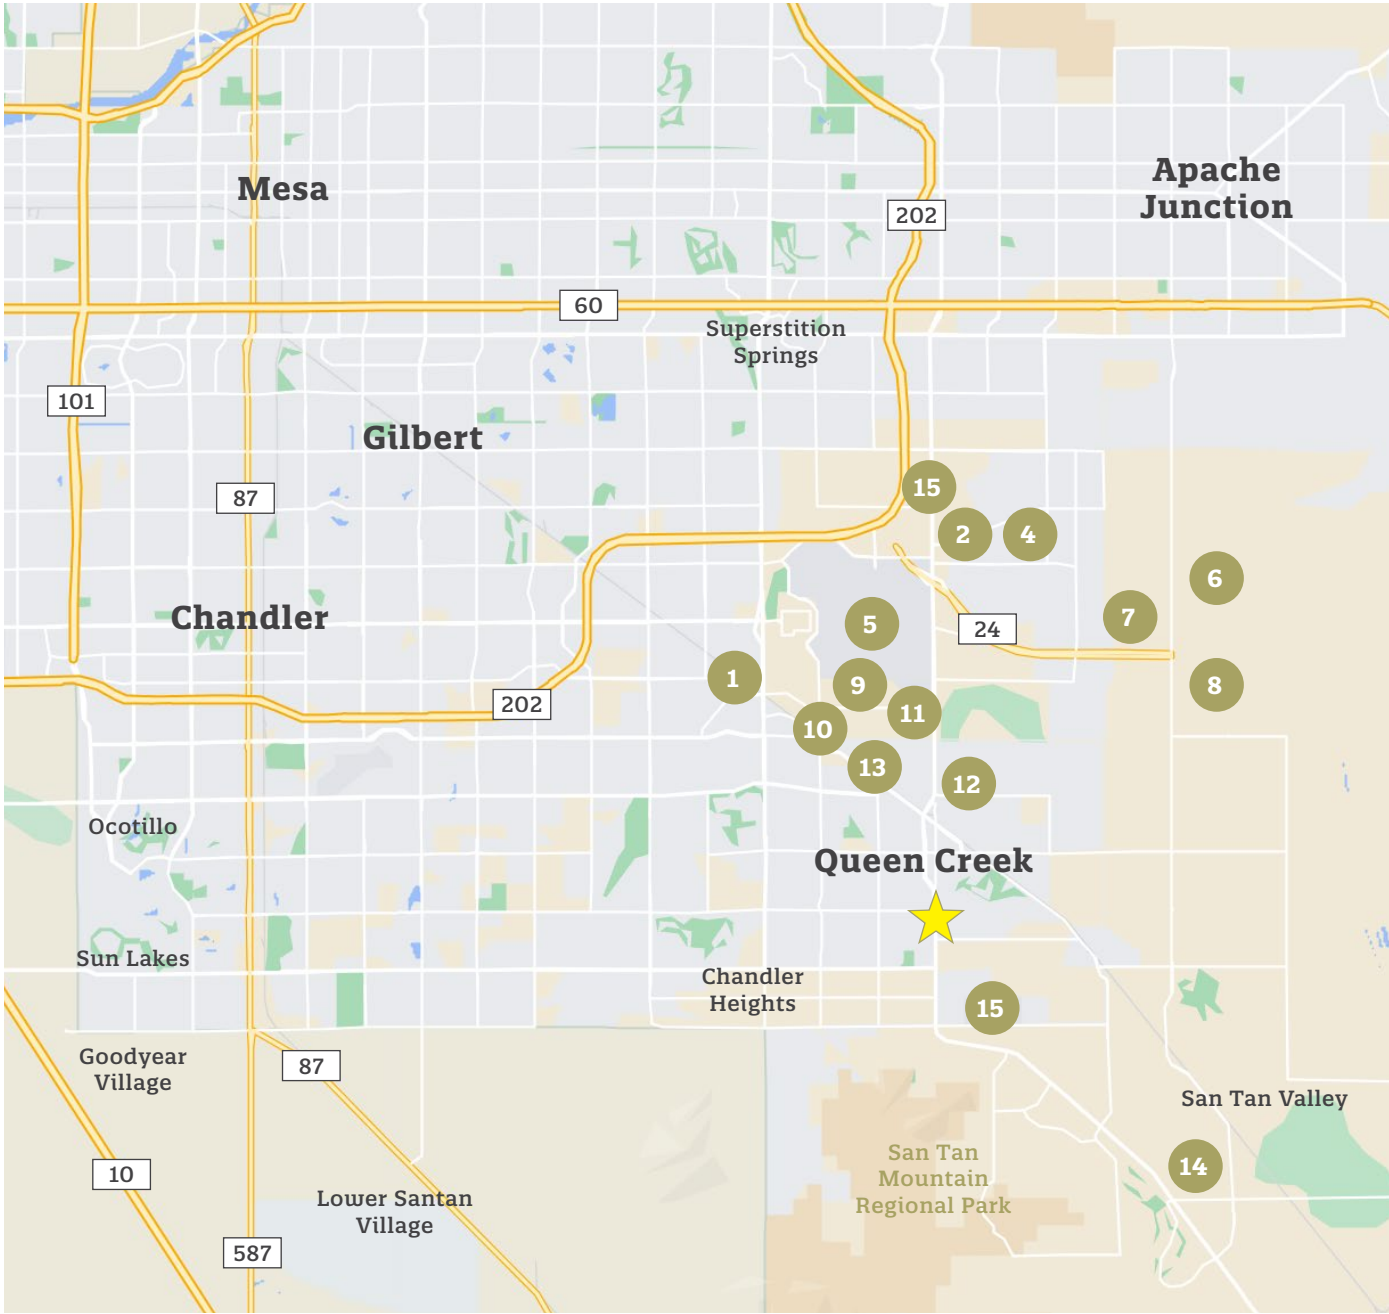 Mesa
Apache
Junction
202
60
Superstition
Springs
101
Gilbert
87
15
2
4
6
7
Chandler
5
24
1
9
8
202
11
10
13
12
Ocotillo
Queen Creek
Sun Lakes
Chandler
Heights
15
Goodyear
Village
87
San Tan Valley
10
San Tan
Mountain
Regional Park
14
Lower Santan
Village
587